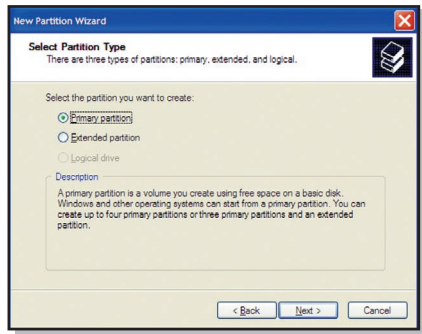 New Partition Wizard
Select Partition Type
There are three types of partitions: primary, extended, and logical.
Select the partition you want to create:
Primary partition
Extended partition
Logical drive
Description
A primary partition is a volume you create using free space on a basic disk.
Windows and other operating systems can start from a primary partition. You can
create up to four primary partitions or three primary partitions and an extended
partition.
< Back Next > Cancel